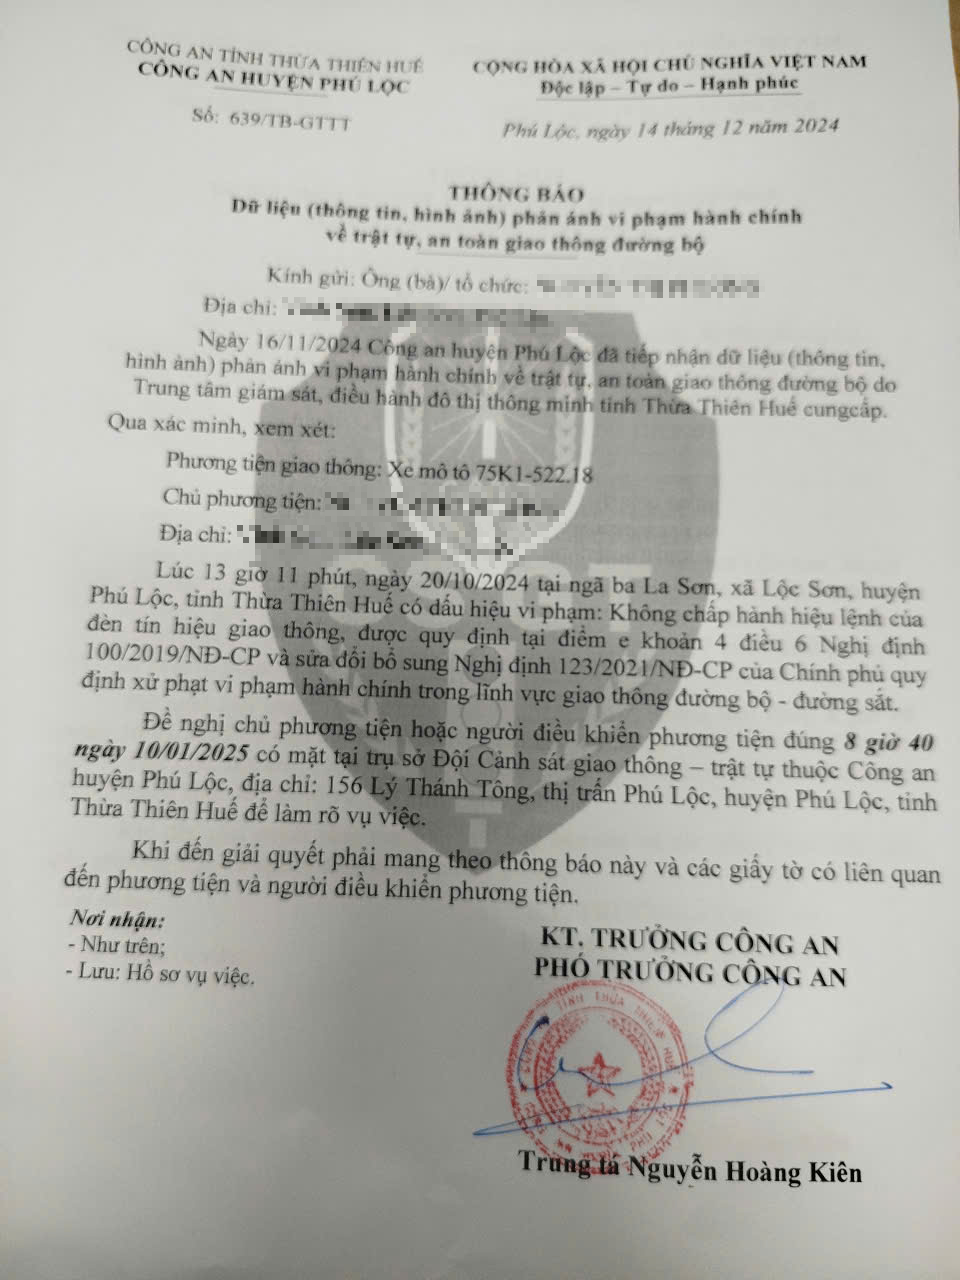 CÔNG AN TỈNH THỪA THIÊN HUẾ
CÔNG AN HUYỆN PHÚ LỘC
Số: 639/TB-GTTT
CỘNG HÒA XÃ HỘI CHỦ NGHĨA VIỆT NAM
Độc lập – Tự do – Hạnh phúc
Phú Lộc, ngày 14 tháng 12 năm 2024
THÔNG BÁO
Dữ liệu (thông tin, hình ảnh) phản ánh vi phạm hành chính
về trật tự, an toàn giao thông đường bộ
Kính gửi: Ông (bà)/ tổ chức:
Địa chỉ:
Ngày 16/11/2024 Công an huyện Phú Lộc đã tiếp nhận dữ liệu (thông tin,
hình ảnh) phản ánh vi phạm hành chính về trật tự, an toàn giao thông đường bộ do
Trung tâm giám sát, điều hành đô thị thông minh tỉnh Thừa Thiên Huế cungcấp.
Qua xác minh, xem xét:
Phương tiện giao thông: Xe mô tô 75K1-522.18
Chủ phương tiện:
Địa chỉ:
Lúc 13 giờ 11 phút, ngày 20/10/2024 tại ngã ba La Sơn, xã Lộc Sơn, huyện
Phú Lộc, tỉnh Thừa Thiên Huế có dấu hiệu vi phạm: Không chấp hành hiệu lệnh của
đèn tín hiệu giao thông, được quy định tại điểm e khoản 4 điều 6 Nghị định
100/2019/NĐ-CP và sửa đổi bổ sung Nghị định 123/2021/NĐ-CP của Chính phủ quy
định xử phạt vi phạm hành chính trong lĩnh vực giao thông đường bộ - đường sắt.
Đề nghị chủ phương tiện hoặc người điều khiển phương tiện đúng 8 giờ 40
ngày 10/01/2025 có mặt tại trụ sở Đội Cảnh sát giao thông – trật tự thuộc Công an
huyện Phú Lộc, địa chỉ: 156 Lý Thánh Tông, thị trấn Phú Lộc, huyện Phú Lộc, tỉnh
Thừa Thiên Huế để làm rõ vụ việc.
Khi đến giải quyết phải mang theo thông báo này và các giấy tờ có liên quan
đến phương tiện và người điều khiển phương tiện.
Nơi nhận:
- Như trên;
- Lưu: Hồ sơ vụ việc.
KT. TRƯỞNG CÔNG AN
PHÓ TRƯỞNG CÔNG AN
TỈNH THỪA THIÊN HUẾ
Trung tá Nguyễn Hoàng Kiên